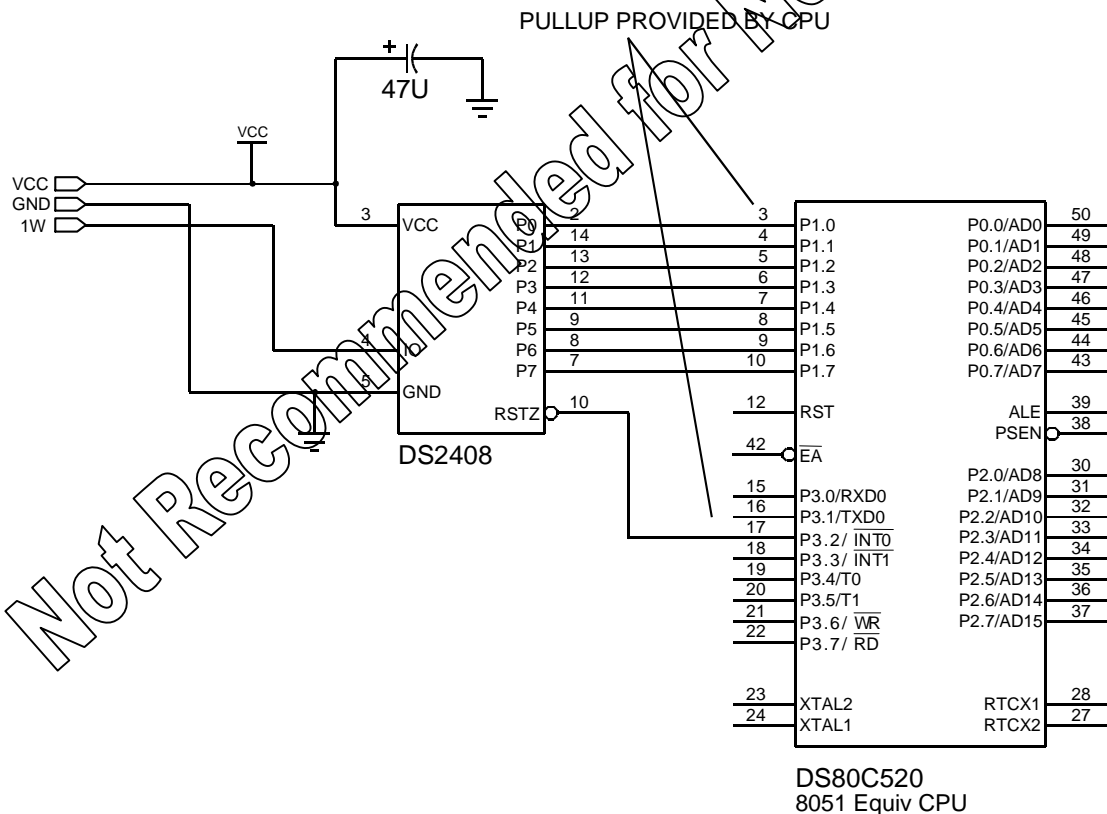 PULLUP PROVIDED BY CPU
+
47U
VCC
VCC
GND
1W
3
VCC
4
IO
5
GND
P0
2
P1
14
P2
13
P3
12
P4
11
P5
9
P6
8
P7
7
RSTZ
10
DS2408
3
P1.0
4
P1.1
5
P1.2
6
P1.3
7
P1.4
8
P1.5
9
P1.6
10
P1.7
12
RST
42
EA
15
P3.0/RXD0
16
P3.1/TXD0
17
P3.2/ INT0
18
P3.3/ INT1
19
P3.4/T0
20
P3.5/T1
21
P3.6/ WR
22
P3.7/ RD
23
XTAL2
24
XTAL1
P0.0/AD0
50
P0.1/AD1
49
P0.2/AD2
48
P0.3/AD3
47
P0.4/AD4
46
P0.5/AD5
45
P0.6/AD6
44
P0.7/AD7
43
ALE
39
PSEN
38
P2.0/AD8
30
P2.1/AD9
31
P2.2/AD10
32
P2.3/AD11
33
P2.4/AD12
34
P2.5/AD13
35
P2.6/AD14
36
P2.7/AD15
37
RTCX1
28
RTCX2
27
DS80C520
8051 Equiv CPU
Not Recommended for